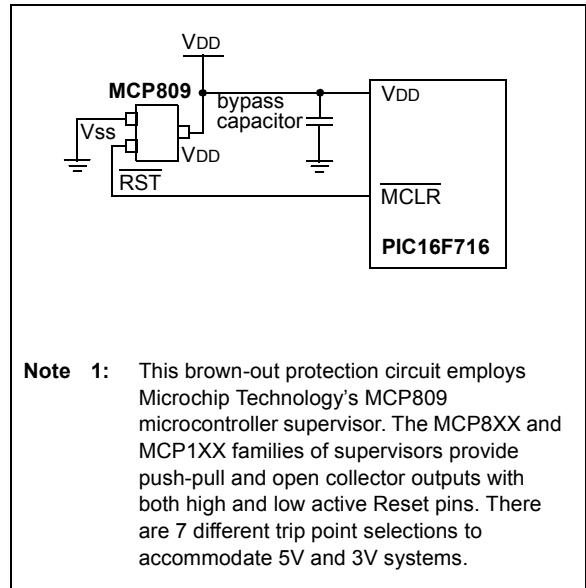 VDD
MCP809
bypass
capacitor
VDD
Vss
VDD
RST
MCLR
PIC16F716
Note 1: This brown-out protection circuit employs
Microchip Technology's MCP809
microcontroller supervisor. The MCP8XX and
MCP1XX families of supervisors provide
push-pull and open collector outputs with
both high and low active Reset pins. There
are 7 different trip point selections to
accommodate 5V and 3V systems.